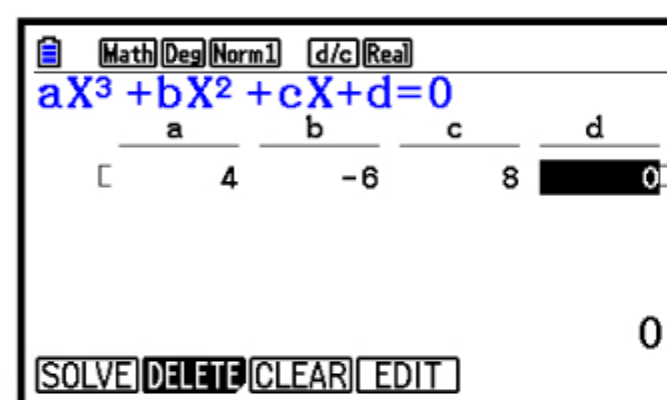 Math Deg Norm1 d/c Real
aX³+bX²+cX+d=0
a b c d
[ 4 -6 8 0]
0
SOLVE DELETE CLEAR EDIT